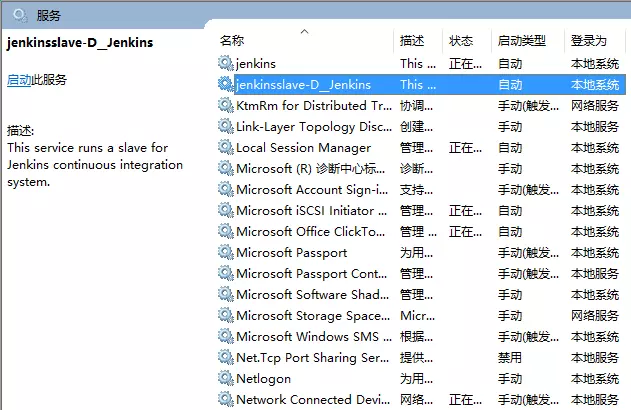 服务
jenkinsslave-D__Jenkins
启动此服务
描述:
This service runs a slave for
Jenkins continuous integration
system.
名称 描述 状态 启动类型 登录为
jenkins This ... 正在... 自动 本地系统
jenkinsslave-D__Jenkins This ... 自动 本地系统
KtmRm for Distributed Tr... 协调... 手动(触发... 网络服务
Link-Layer Topology Disc... 创建... 手动 本地服务
Local Session Manager 管理... 正在... 自动 本地系统
Microsoft (R) 诊断中心标... 诊断... 手动 本地系统
Microsoft Account Sign-i... 支持... 手动(触发... 本地系统
Microsoft iSCSI Initiator ... 管理... 正在... 自动 本地系统
Microsoft Office ClickTo... 管理... 正在... 自动 本地系统
Microsoft Passport 为用... 手动(触发... 本地系统
Microsoft Passport Cont... 管理... 手动(触发... 本地服务
Microsoft Software Shad... 管理... 手动 本地系统
Microsoft Storage Space... Micr... 手动 网络服务
Microsoft Windows SMS ... 根据... 手动(触发... 本地系统
Net.Tcp Port Sharing Ser... 提供... 禁用 本地服务
Netlogon 为用... 手动 本地系统
Network Connected Devi... 网络... 正在... 手动(触发... 本地服务